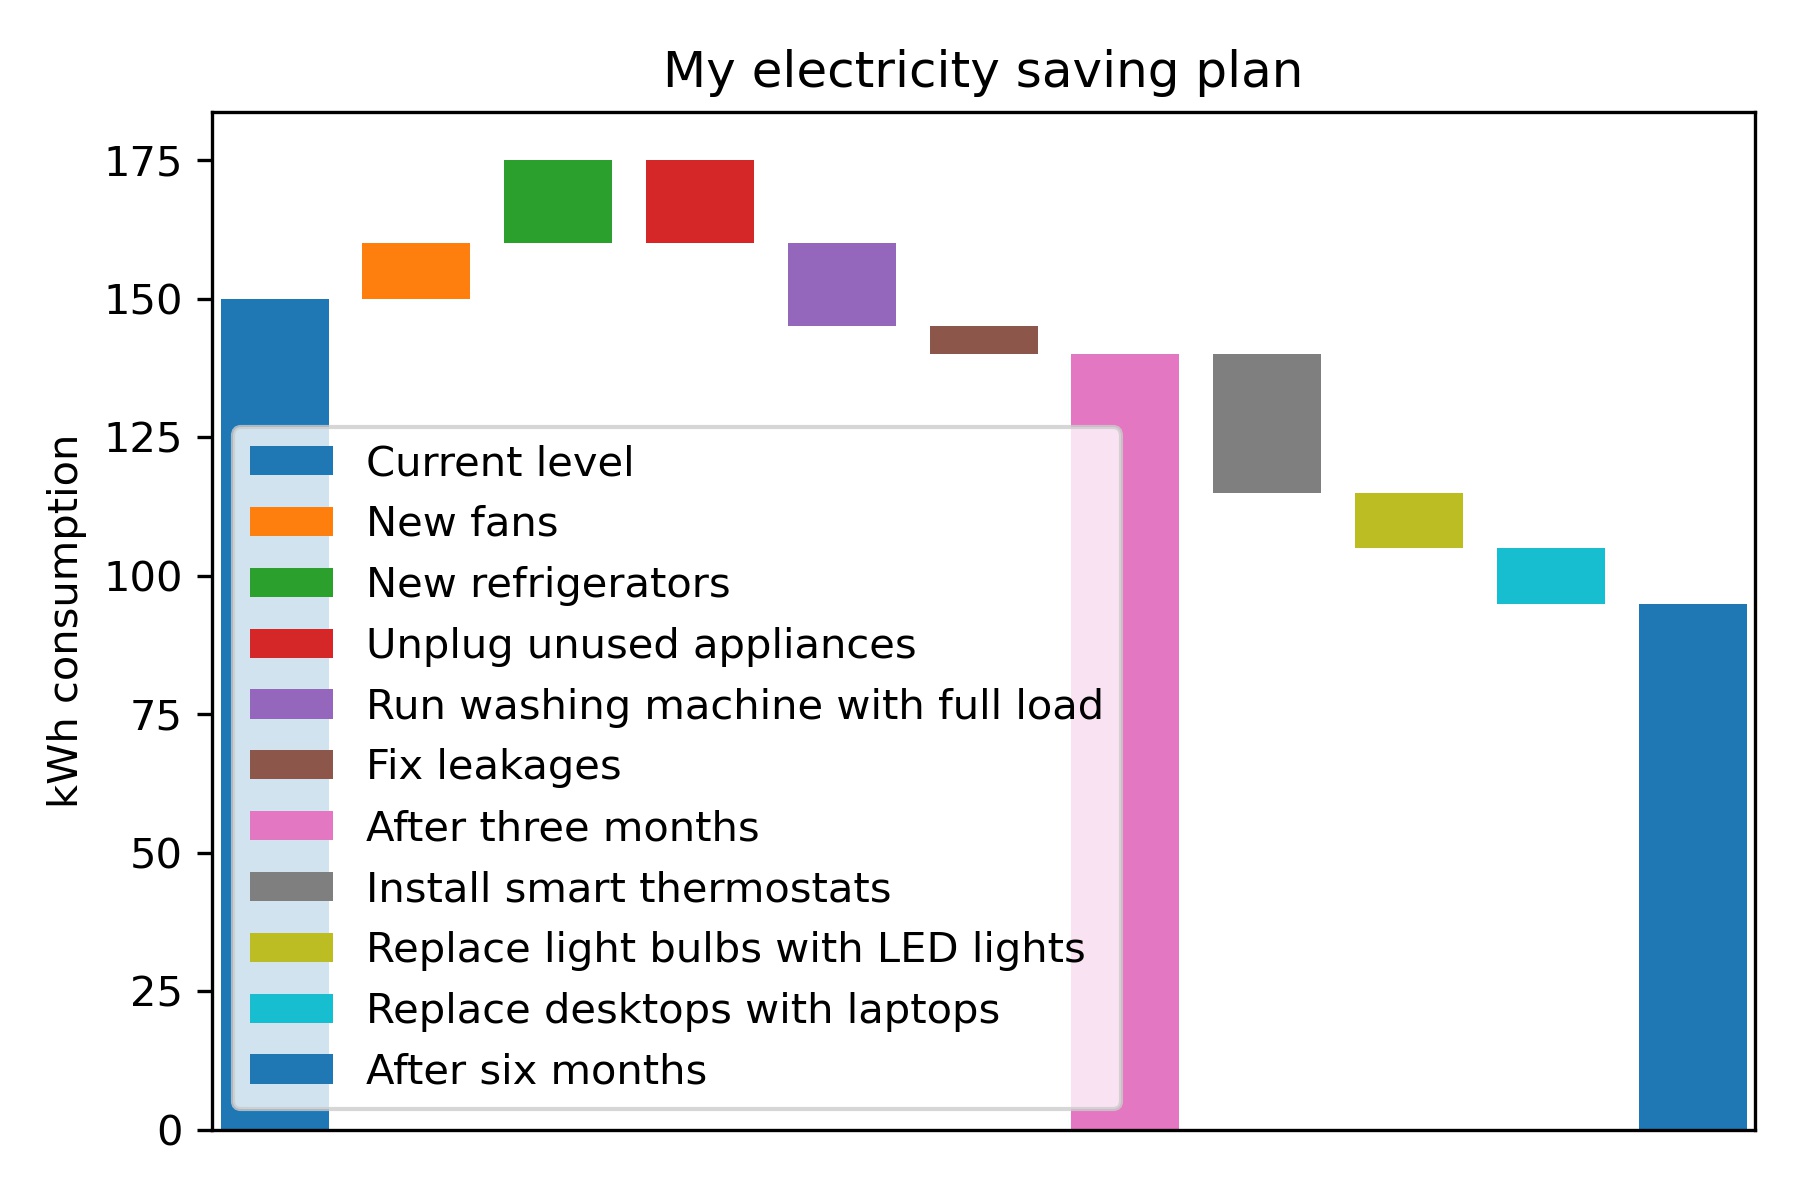 My electricity saving plan
kWh consumption
175
150
125
100
75
50
25
0
Current level
New fans
New refrigerators
Unplug unused appliances
Run washing machine with full load
Fix leakages
After three months
Install smart thermostats
Replace light bulbs with LED lights
Replace desktops with laptops
After six months